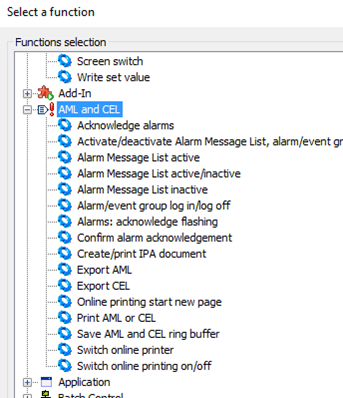 Select a function
Functions selection
Screen switch
Write set value
Add-In
AML and CEL
Acknowledge alarms
Activate/deactivate Alarm Message List, alarm/event gr
Alarm Message List active
Alarm Message List active/inactive
Alarm Message List inactive
Alarm/event group log in/log off
Alarms: acknowledge flashing
Confirm alarm acknowledgement
Create/print IPA document
Export AML
Export CEL
Online printing start new page
Print AML or CEL
Save AML and CEL ring buffer
Switch online printer
Switch online printing on/off
Application
Batch Control